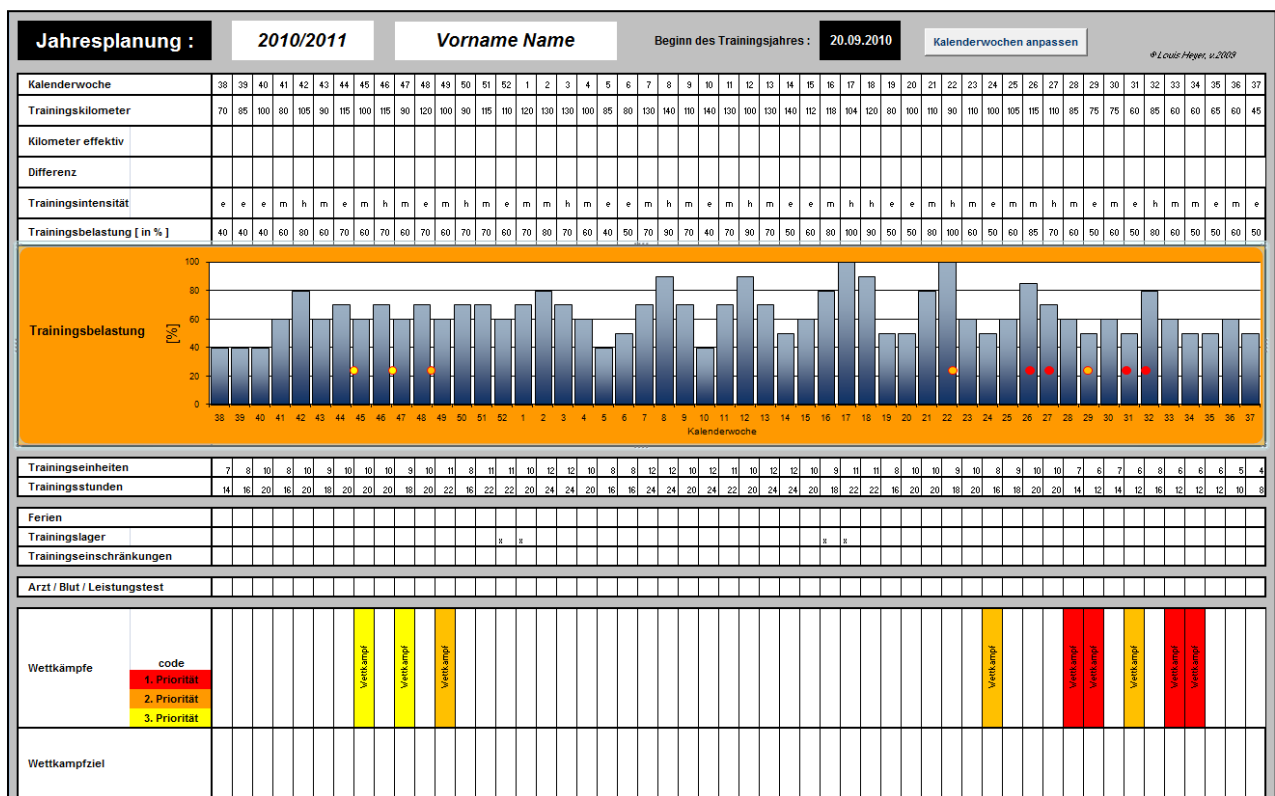 Jahresplanung :
2010/2011
Vorname Name
Beginn des Trainingsjahres :
20.09.2010
Kalenderwochen anpassen
© Louis Heyer, v.2009
Kalenderwoche 38 39 40 41 42 43 44 45 46 47 48 49 50 51 52 1 2 3 4 5 6 7 8 9 10 11 12 13 14 15 16 17 18 19 20 21 22 23 24 25 26 27 28 29 30 31 32 33 34 35 36 37
Trainingskilometer 70 85 100 80 105 90 115 100 115 90 120 100 90 115 110 120 130 130 100 85 80 130 140 110 140 130 100 130 140 112 118 104 120 80 100 110 90 110 100 105 115 110 85 75 75 60 85 60 60 65 60 45
Kilometer effektiv
Differenz
Trainingsintensität e e e m h m e m h m e m h m e m m h m e e m h m e m h m e e m h h h e m h m e m h h m e m e h m m e m e
Trainingsbelastung [ in % ] 40 40 40 60 80 60 70 60 70 60 70 60 70 70 60 70 80 70 60 40 50 70 90 70 40 70 90 70 50 60 80 100 90 50 50 80 100 60 50 60 85 70 60 50 60 50 80 60 50 50 60 50
Trainingsbelastung
[%]
100
80
60
40
20
0
38 39 40 41 42 43 44 45 46 47 48 49 50 51 52 1 2 3 4 5 6 7 8 9 10 11 12 13 14 15 16 17 18 19 20 21 22 23 24 25 26 27 28 29 30 31 32 33 34 35 36 37
Kalenderwoche
Trainingseinheiten 7 8 10 8 10 9 10 10 10 9 10 11 8 11 11 10 12 12 10 8 8 12 12 10 12 11 10 12 12 10 9 11 11 8 10 10 9 10 8 9 10 10 7 6 7 6 8 6 6 6 5 4
Trainingsstunden 14 16 20 16 20 18 20 20 20 18 20 22 16 22 22 20 24 24 20 16 16 24 24 20 24 22 20 24 24 20 18 22 22 16 20 20 18 20 16 18 20 20 14 12 14 12 16 12 12 12 10 8
Ferien
Trainingslager x x x x
Trainingseinschränkungen
Arzt / Blut / Leistungstest
Wettkämpfe
code
1. Priorität
2. Priorität
3. Priorität
Wettkampf
Wettkampf
Wettkampf
Wettkampf
Wettkampf
Wettkampf
Wettkampf
Wettkampf
Wettkampf
Wettkampfziel